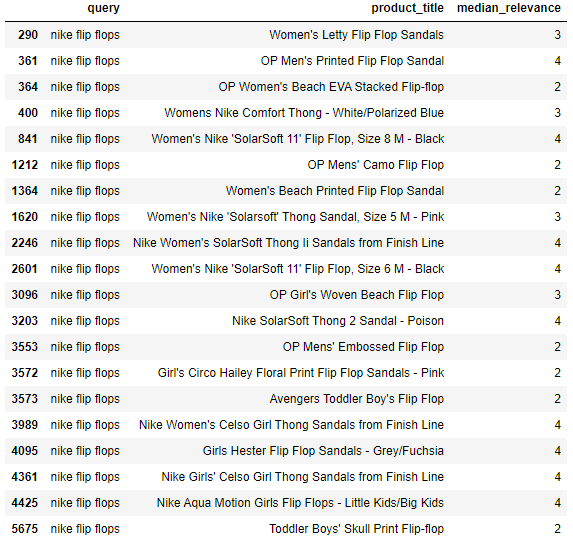 query product_title median_relevance
290 nike flip flops Women's Letty Flip Flop Sandals 3
361 nike flip flops OP Men's Printed Flip Flop Sandal 4
364 nike flip flops OP Women's Beach EVA Stacked Flip-flop 2
400 nike flip flops Womens Nike Comfort Thong - White/Polarized Blue 3
841 nike flip flops Women's Nike 'SolarSoft 11' Flip Flop, Size 8 M - Black 4
1212 nike flip flops OP Mens' Camo Flip Flop 2
1364 nike flip flops Women's Beach Printed Flip Flop Sandal 2
1620 nike flip flops Women's Nike 'Solarsoft' Thong Sandal, Size 5 M - Pink 3
2246 nike flip flops Nike Women's SolarSoft Thong Ii Sandals from Finish Line 4
2601 nike flip flops Women's Nike 'SolarSoft 11' Flip Flop, Size 6 M - Black 4
3096 nike flip flops OP Girl's Woven Beach Flip Flop 3
3203 nike flip flops Nike SolarSoft Thong 2 Sandal - Poison 4
3553 nike flip flops OP Mens' Embossed Flip Flop 2
3572 nike flip flops Girl's Circo Hailey Floral Print Flip Flop Sandals - Pink 2
3573 nike flip flops Avengers Toddler Boy's Flip Flop 2
3989 nike flip flops Nike Women's Celso Girl Thong Sandals from Finish Line 4
4095 nike flip flops Girls Hester Flip Flop Sandals - Grey/Fuchsia 4
4361 nike flip flops Nike Girls' Celso Girl Thong Sandals from Finish Line 4
4425 nike flip flops Nike Aqua Motion Girls Flip Flops - Little Kids/Big Kids 4
5675 nike flip flops Toddler Boys' Skull Print Flip-flop 2